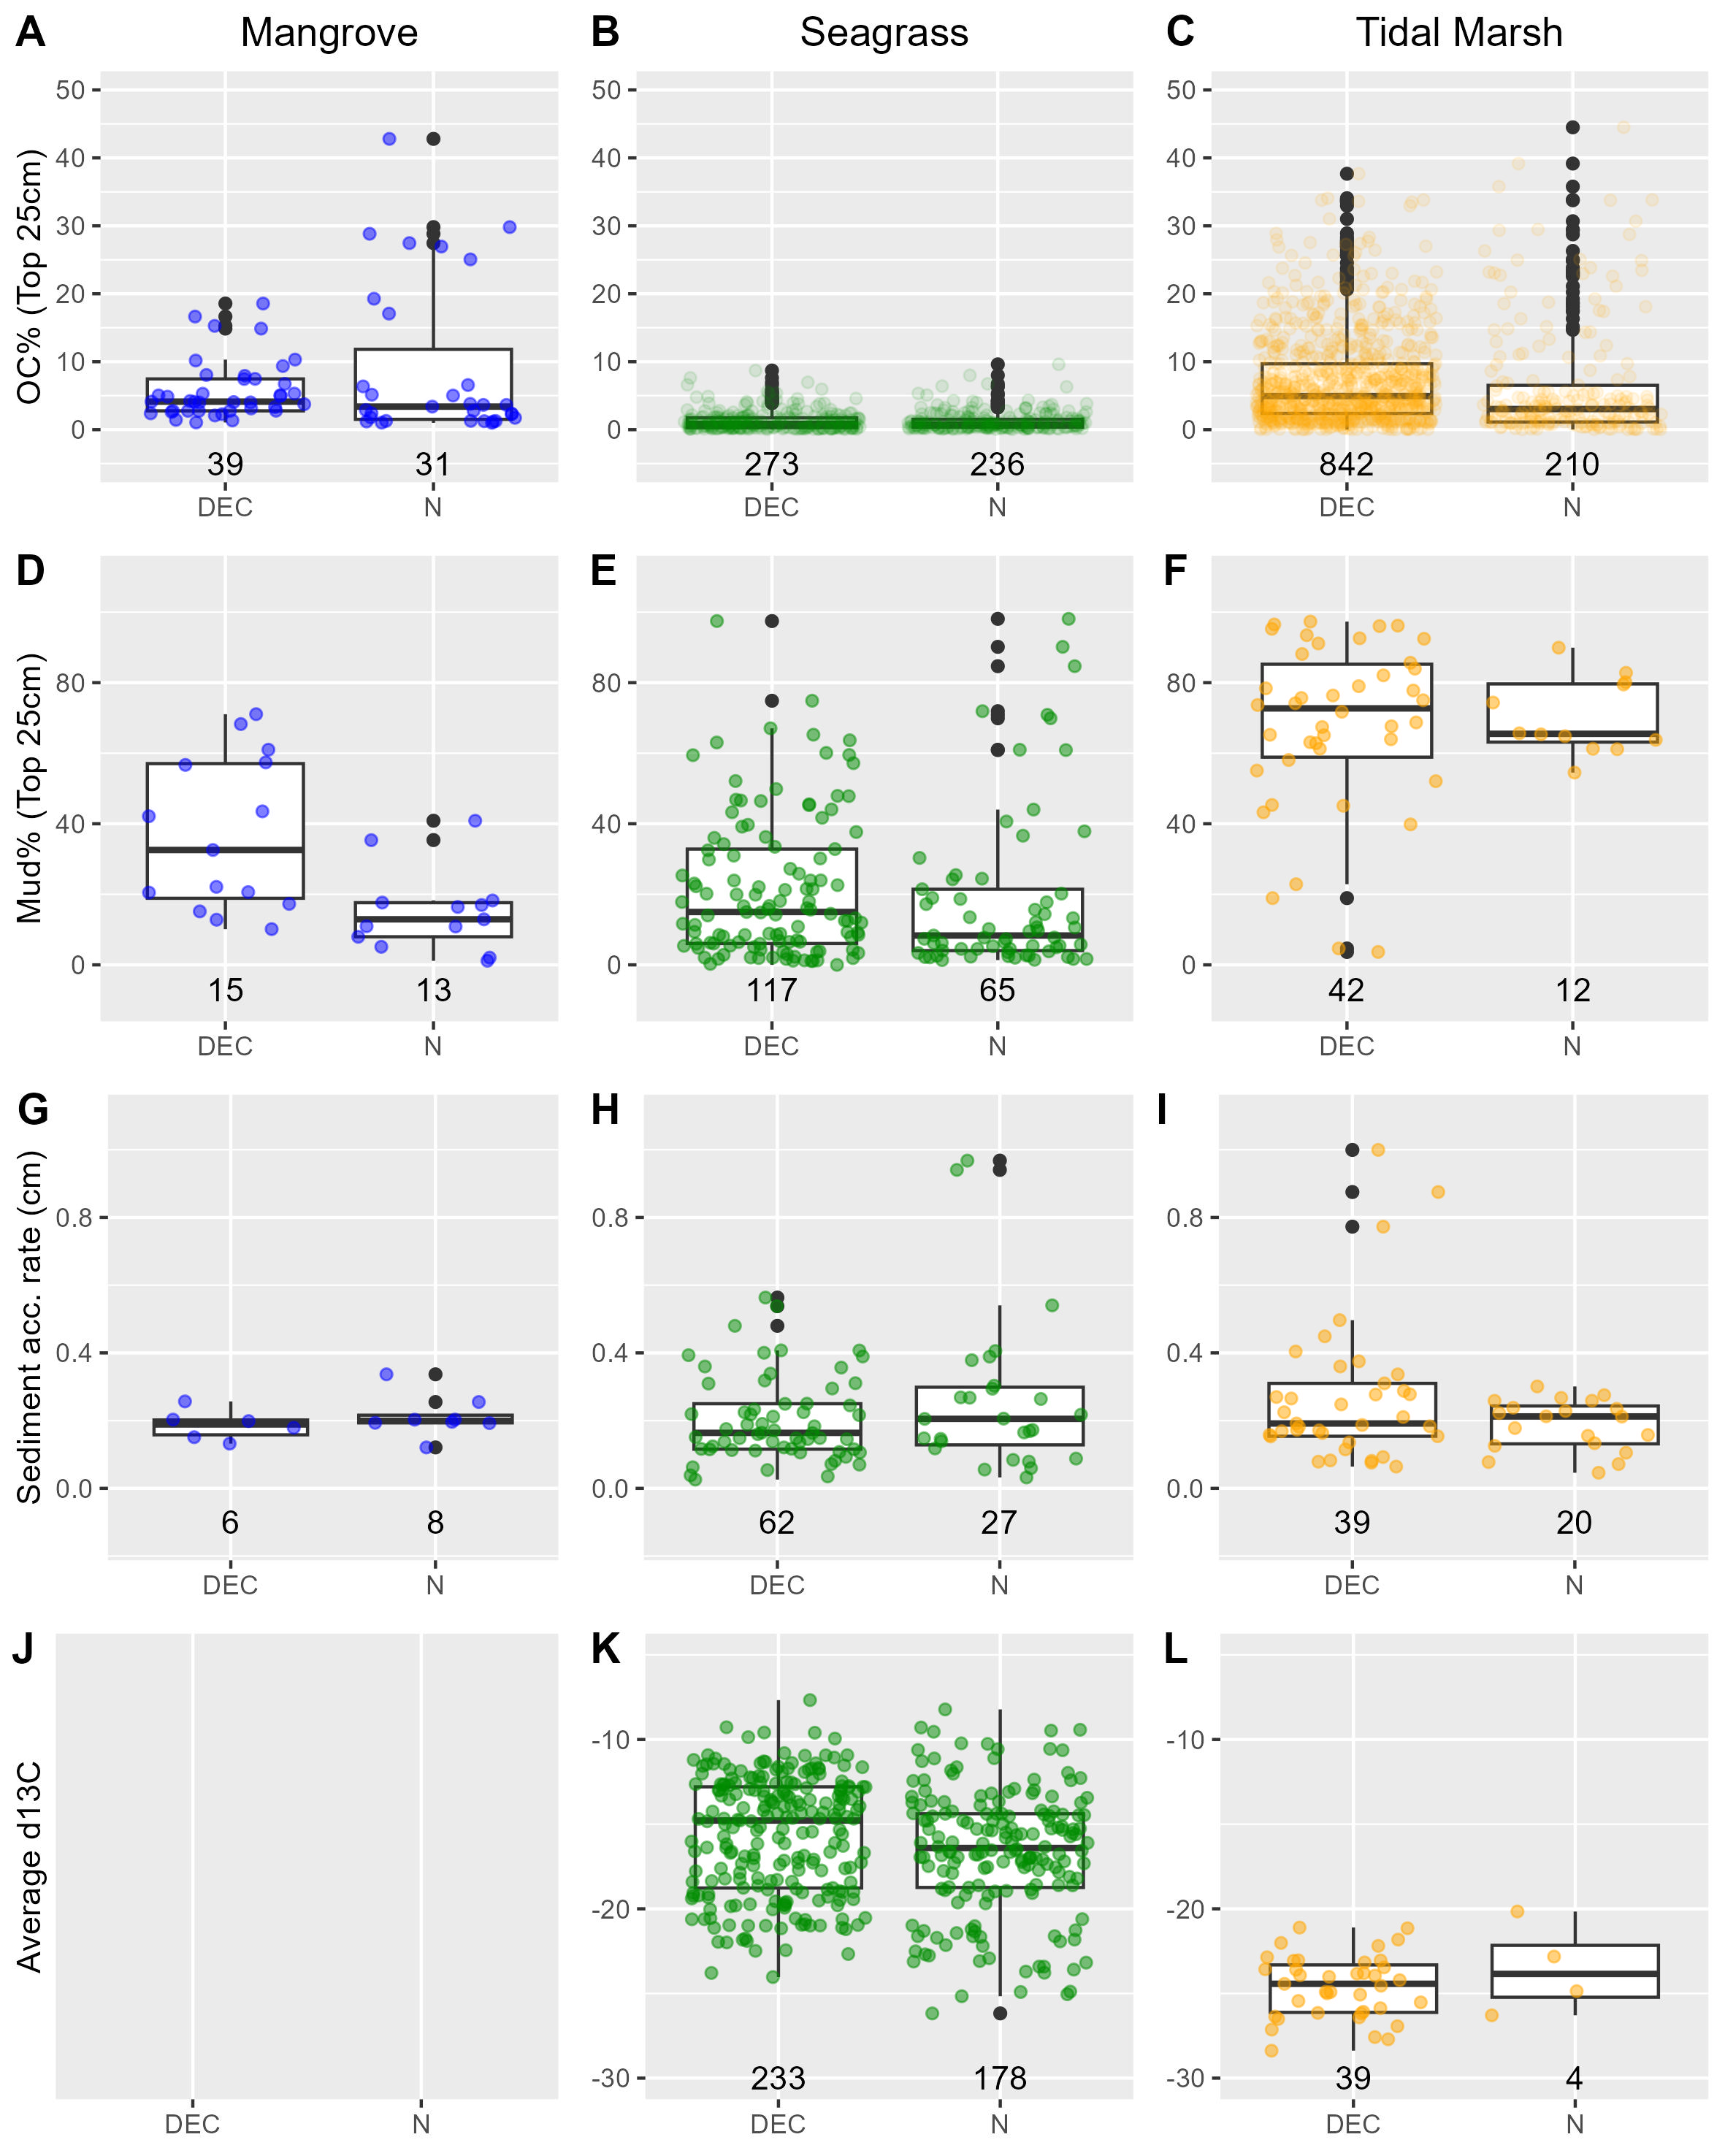 A Mangrove B Seagrass C Tidal Marsh
OC% (Top 25cm)
50 40 30 20 10 0
39 31
DEC N
50 40 30 20 10 0
273 236
DEC N
50 40 30 20 10 0
842 210
DEC N
D E F
Mud% (Top 25cm)
80 40 0
15 13
DEC N
80 40 0
117 65
DEC N
80 40 0
42 12
DEC N
G H I
Sediment acc. rate (cm)
0.8 0.4 0.0
6 8
DEC N
0.8 0.4 0.0
62 27
DEC N
0.8 0.4 0.0
39 20
DEC N
J K L
Average d13C
DEC N
-10 -20 -30
233 178
DEC N
-10 -20 -30
39 4
DEC N